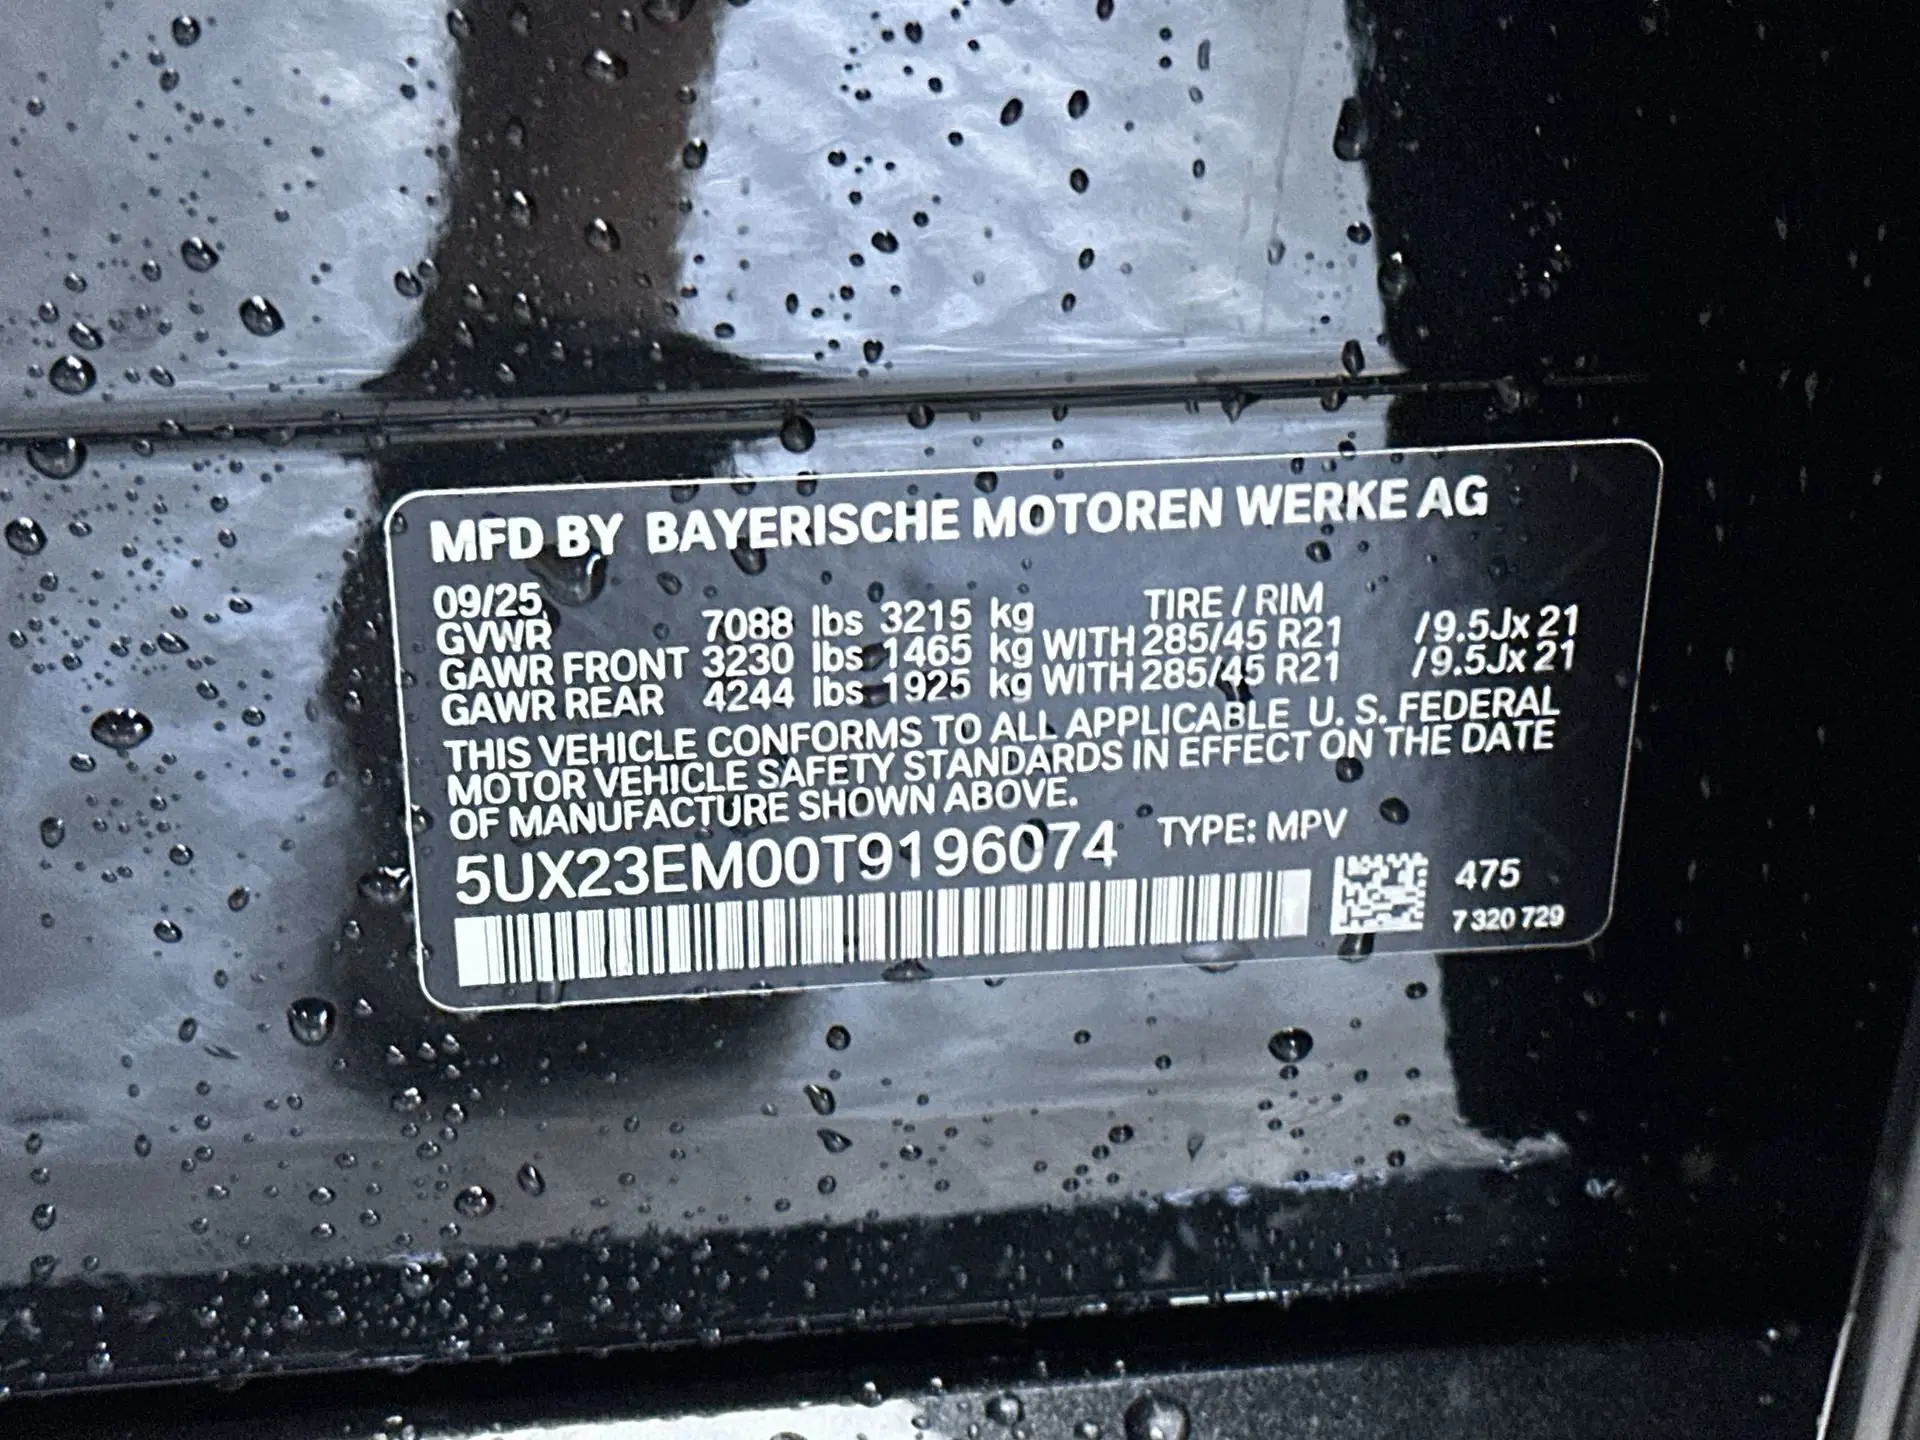 MFD BY BAYERISCHE MOTOREN WERKE AG
09/25 TIRE / RIM
GVWR 7088 lbs 3215 kg
GAWR FRONT 3230 lbs 1465 kg WITH 285/45 R21 /9.5Jx 21
GAWR REAR 4244 lbs 1925 kg WITH 285/45 R21 /9.5Jx 21
THIS VEHICLE CONFORMS TO ALL APPLICABLE U. S. FEDERAL
MOTOR VEHICLE SAFETY STANDARDS IN EFFECT ON THE DATE
OF MANUFACTURE SHOWN ABOVE.
5UX23EM00T9196074 TYPE: MPV
475
7 320 729